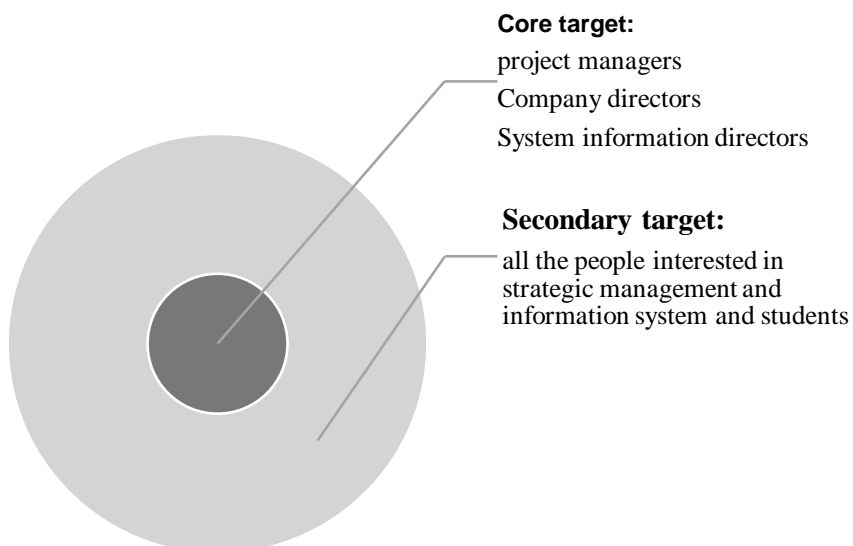 Core target:
project managers
Company directors
System information directors
Secondary target:
all the people interested in
strategic management and
information system and students